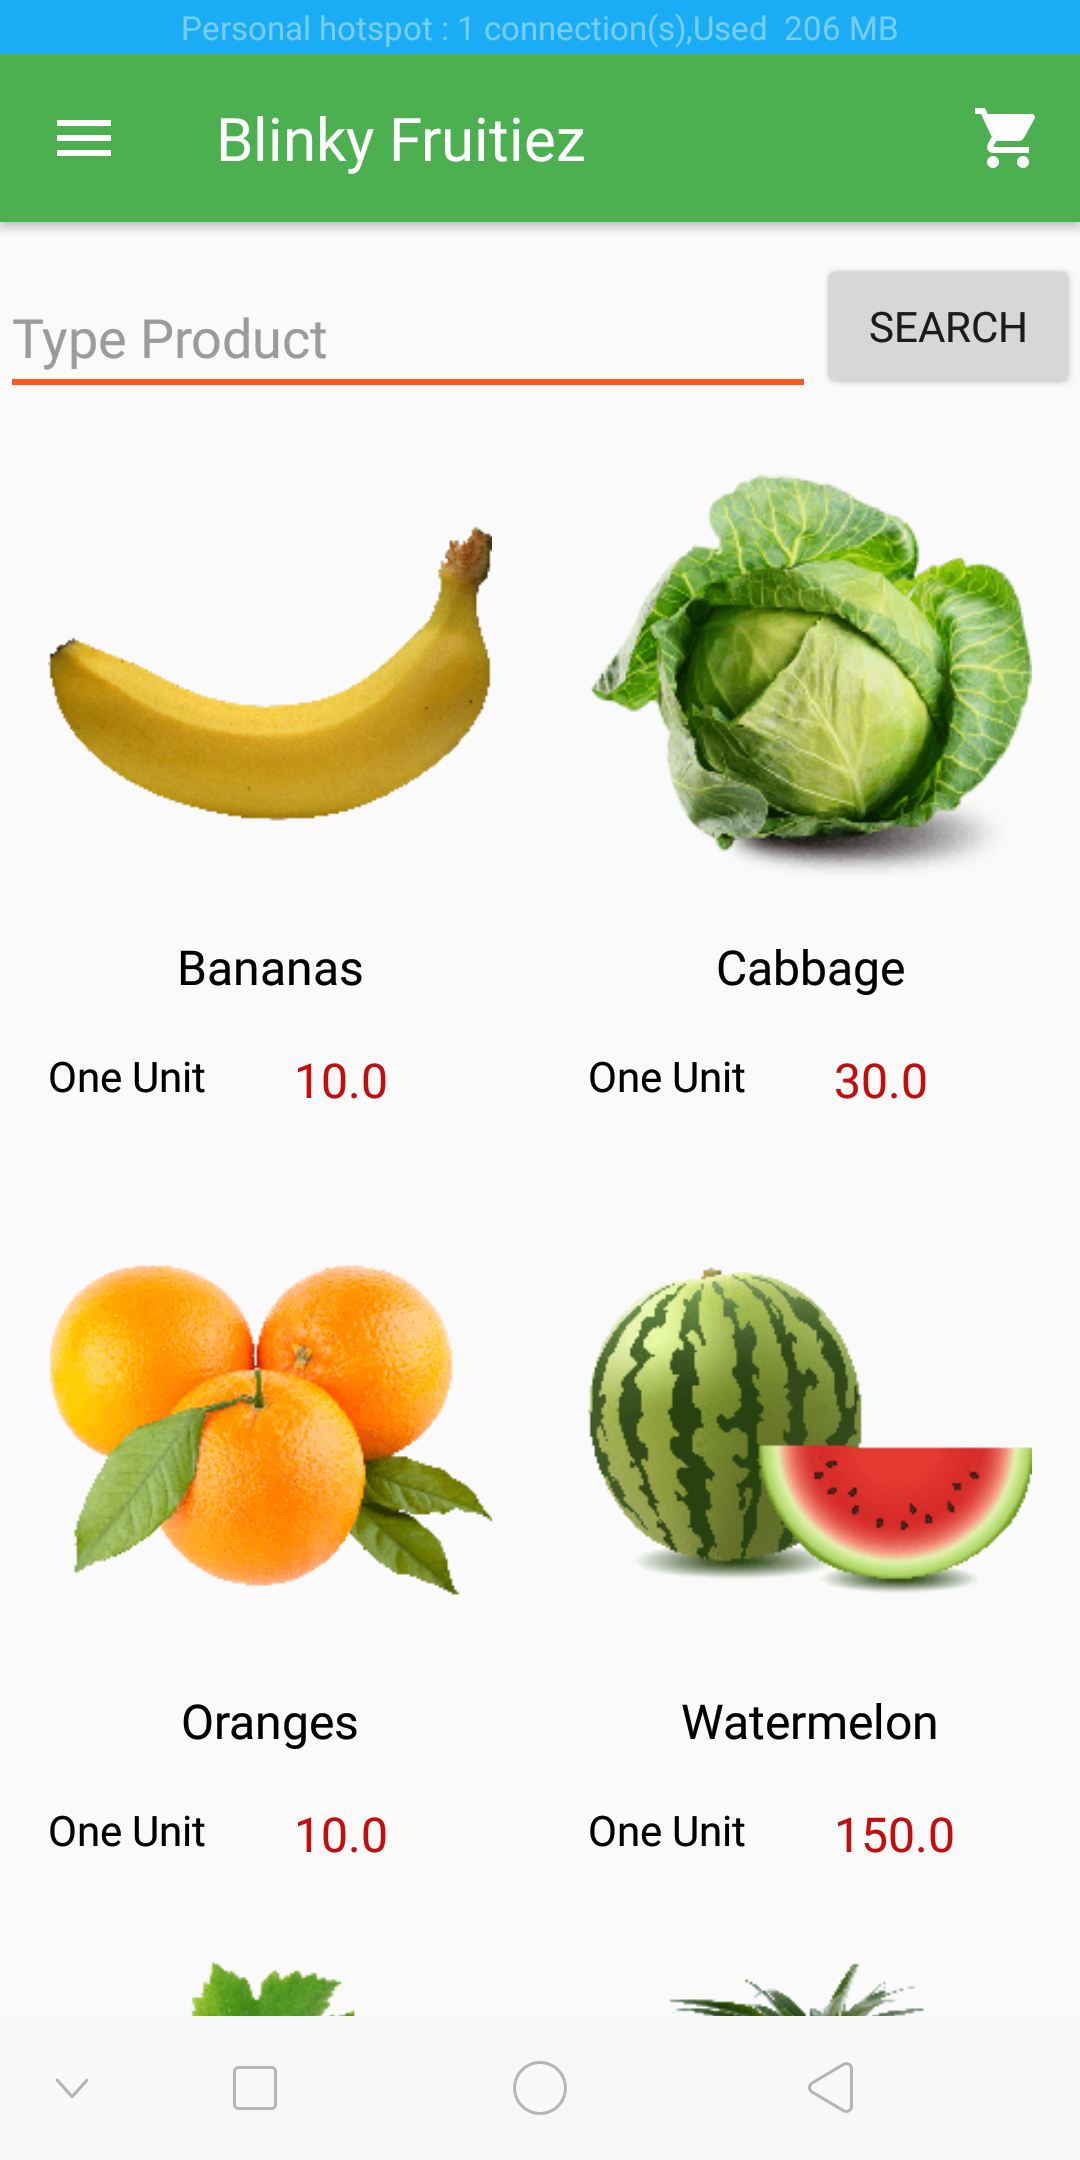 Personal hotspot : 1 connection(s),Used  206 MB
Blinky Fruitiez
Type Product
SEARCH
Bananas
Cabbage
One Unit
10.0
One Unit
30.0
Oranges
Watermelon
One Unit
10.0
One Unit
150.0